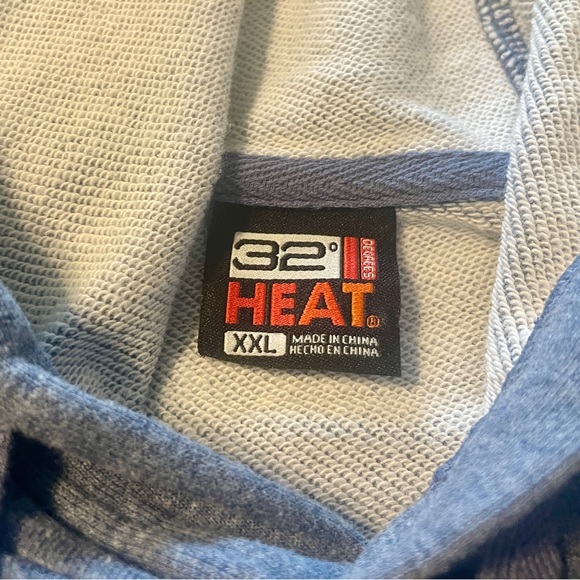 32° DEGREES
HEAT®
XXL MADE IN CHINA
HECHO EN CHINA